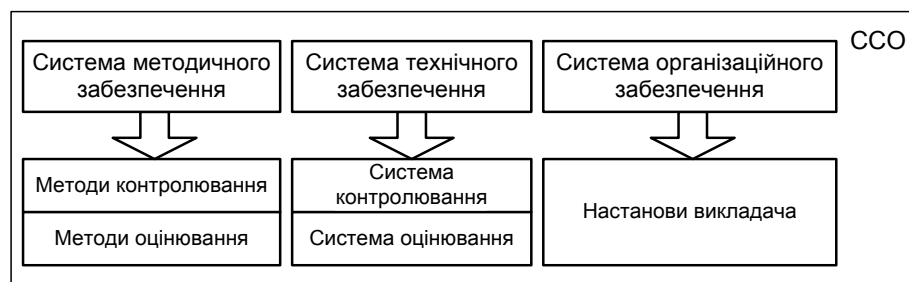 ССО
Система методичного
забезпечення
Система технічного
забезпечення
Система організаційного
забезпечення
Методи контролювання
Методи оцінювання
Система
контролювання
Система оцінювання
Настанови викладача